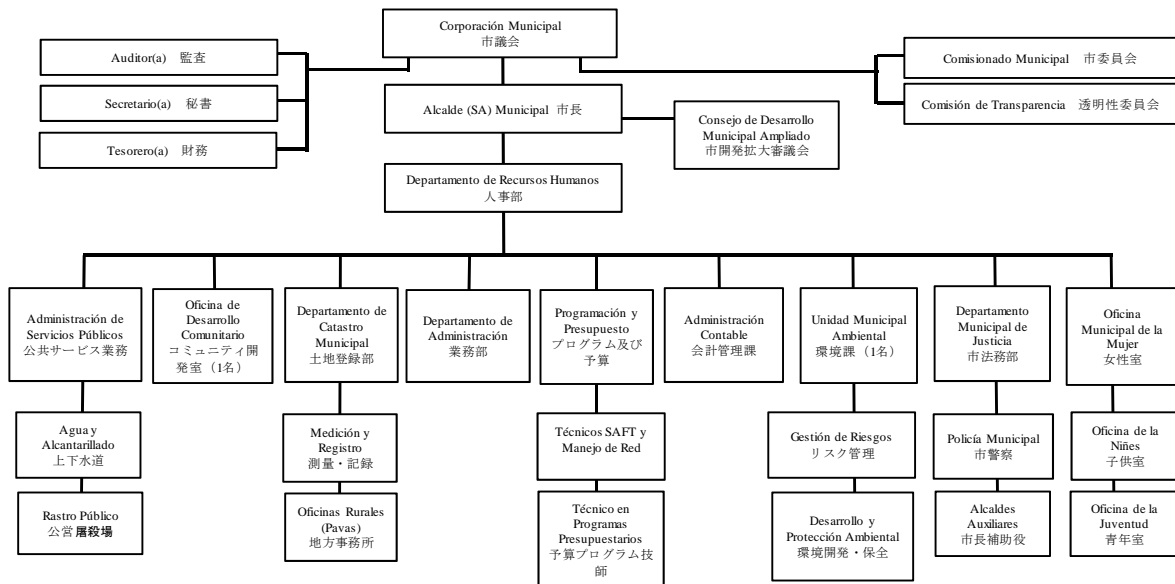 Corporación Municipal
市議会
Auditor(a) 監査
Secretario(a) 秘書
Tesorero(a) 財務
Comisionado Municipal 市委員会
Comisión de Transparencia 透明性委員会
Alcalde (SA) Municipal 市長
Consejo de Desarrollo
Municipal Ampliado
市開発拡大審議会
Departamento de Recursos Humanos
人事部
Administración de
Servicios Públicos
公共サービス業務
Oficina de
Desarrollo
Comunitario
コミュニティ開
発室（1名）
Departamento de
Catastro
Municipal
土地登録部
Departamento de
Administración
業務部
Programación y
Presupuesto
プログラム及び
予算
Administración
Contable
会計管理課
Unidad Municipal
Ambiental
環境課（1名）
Departamento
Municipal de
Justicia
市法務部
Oficina
Municipal de la
Mujer
女性室
Agua y
Alcantarillado
上下水道
Medición y
Registro
測量・記録
Técnicos SAFT y
Manejo de Red
Gestión de Riesgos
リスク管理
Policía Municipal
市警察
Oficina de la
Niñes
子供室
Rastro Público
公営屠殺場
Oficinas Rurales
(Pavas)
地方事務所
Técnico en
Programas
Presupuestarios
予算プログラム技
師
Desarrollo y
Protección Ambiental
環境開発・保全
Alcaldes
Auxiliares
市長補助役
Oficina de la
Juventud
青年室